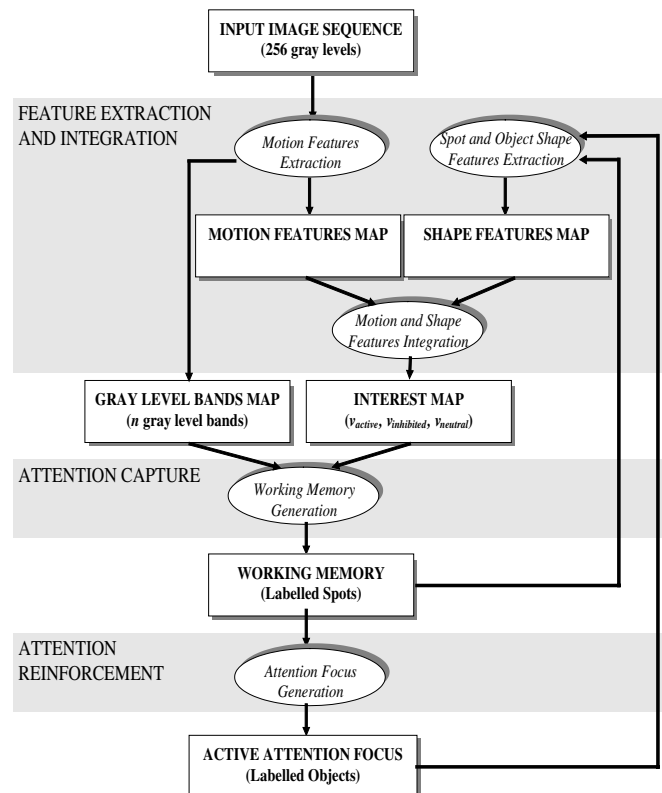 INPUT IMAGE SEQUENCE
(256 gray levels)
FEATURE EXTRACTION
AND INTEGRATION
Motion Features
Extraction
Spot and Object Shape
Features Extraction
MOTION FEATURES MAP
SHAPE FEATURES MAP
Motion and Shape
Features Integration
GRAY LEVEL BANDS MAP
(n gray level bands)
INTEREST MAP
(vactive, vinhibited, vneutral)
ATTENTION CAPTURE
Working Memory
Generation
WORKING MEMORY
(Labelled Spots)
ATTENTION
REINFORCEMENT
Attention Focus
Generation
ACTIVE ATTENTION FOCUS
(Labelled Objects)